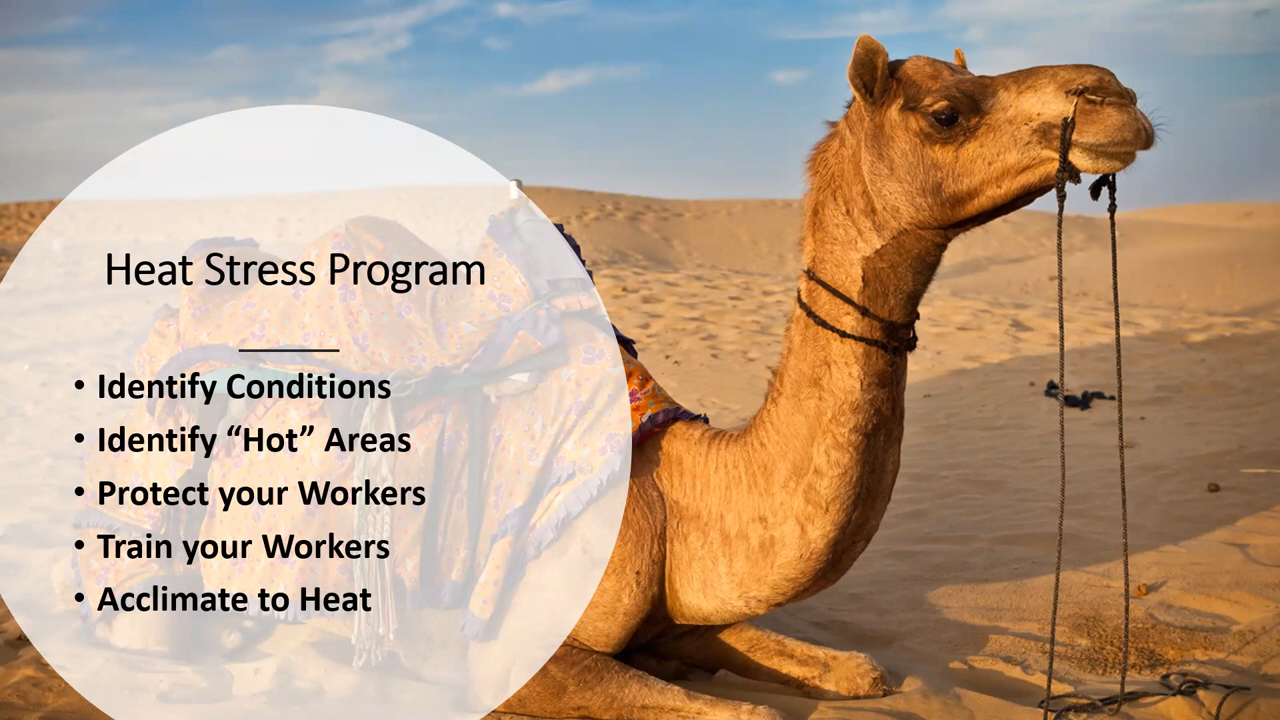 Heat Stress Program
• Identify Conditions
• Identify “Hot” Areas
• Protect your Workers
• Train your Workers
• Acclimate to Heat